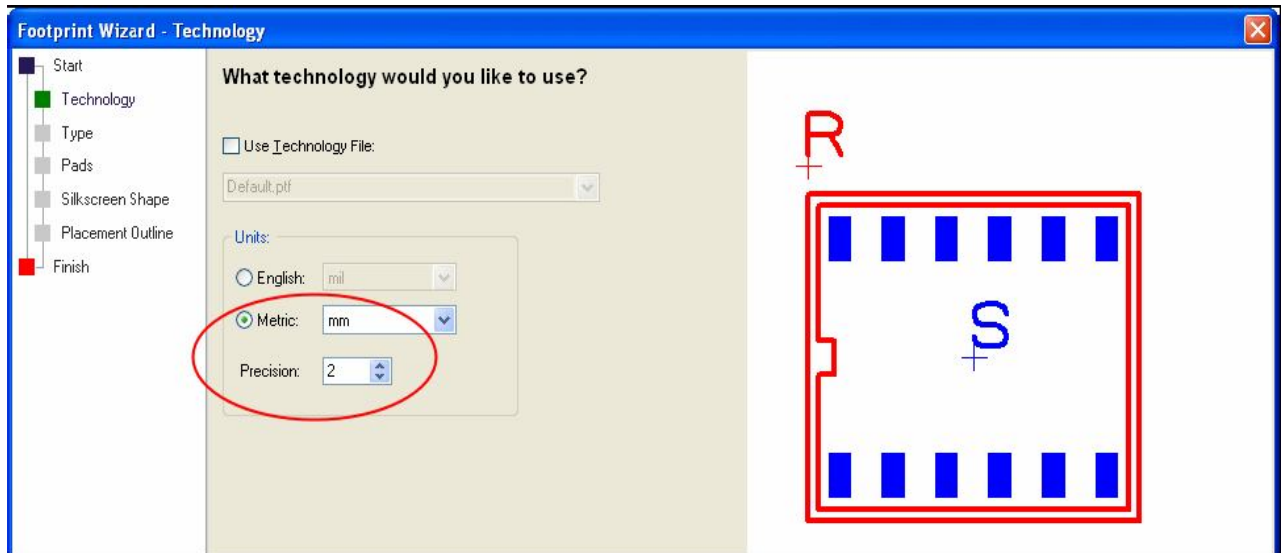 Footprint Wizard - Technology
Start
Technology
Type
Pads
Silkscreen Shape
Placement Outline
Finish
What technology would you like to use?
Use Technology File:
Default.ptf
Units:
English: mil
Metric: mm
Precision: 2
R
S